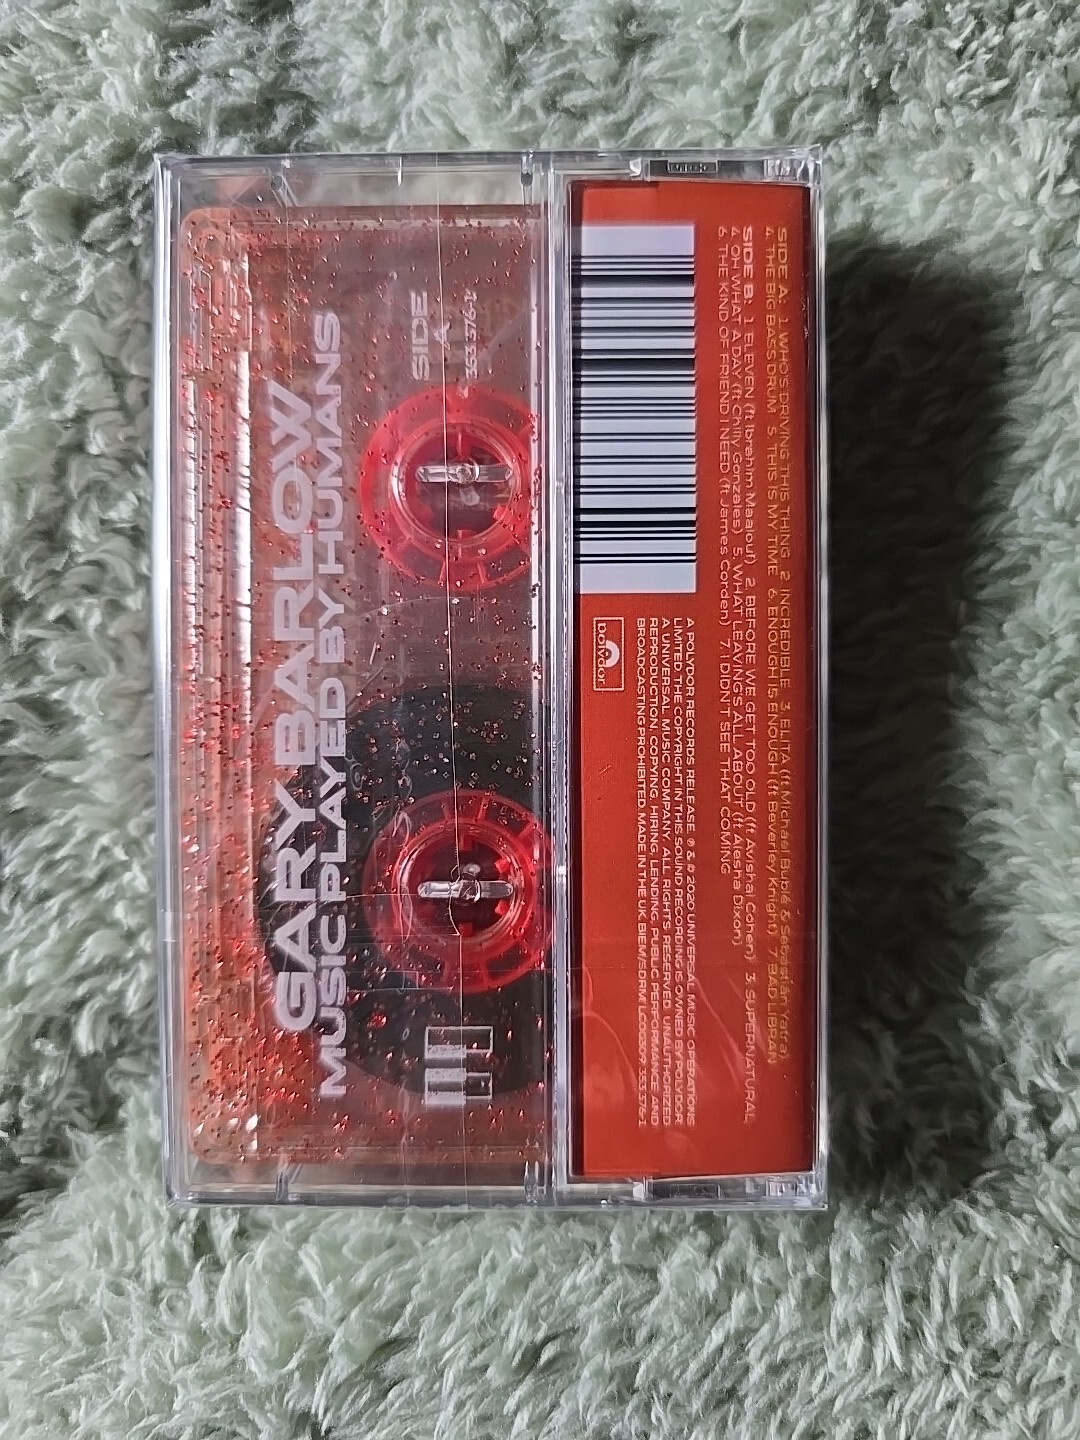 GARY BARLOW
MUSIC PLAYED BY HUMANS
SIDE
A
SIDE A: 1. WHO'S DRIVING THIS THING 2. INCREDIBLE 3. ELITA (ft. Michael Bublé & Sebastián Yatra)
4. THE BIG BASS DRUM 5. THIS IS MY TIME 6. ENOUGH IS ENOUGH (ft Beverley Knight) 7. BAD LIBRAN
SIDE B: 1. ELEVEN (ft Ibrahim Maalouf) 2. BEFORE WE GET TOO OLD (ft Avishai Cohen) 3. SUPERNATURAL
4. OH WHAT A DAY (ft Chilly Gonzales) 5. WHAT LEAVING'S ALL ABOUT (ft Alesha Dixon)
6. THE KIND OF FRIEND I NEED (ft James Corden) 7. I DIDN'T SEE THAT COMING
A POLYDOR RECORDS RELEASE. ℗ & © 2020 UNIVERSAL MUSIC OPERATIONS
LIMITED. THE COPYRIGHT IN THIS SOUND RECORDING IS OWNED BY POLYDOR
A UNIVERSAL MUSIC COMPANY. ALL RIGHTS RESERVED. UNAUTHORIZED
REPRODUCTION, COPYING, HIRING, LENDING, PUBLIC PERFORMANCE AND
BROADCASTING PROHIBITED. MADE IN THE UK. BIEM/SDRM LC00309 353 376-1
polydor